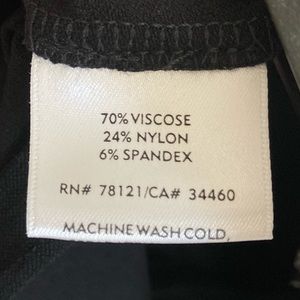 70% VISCOSE
24% NYLON
6% SPANDEX
RN# 78121/CA# 34460
MACHINE WASH COLD,